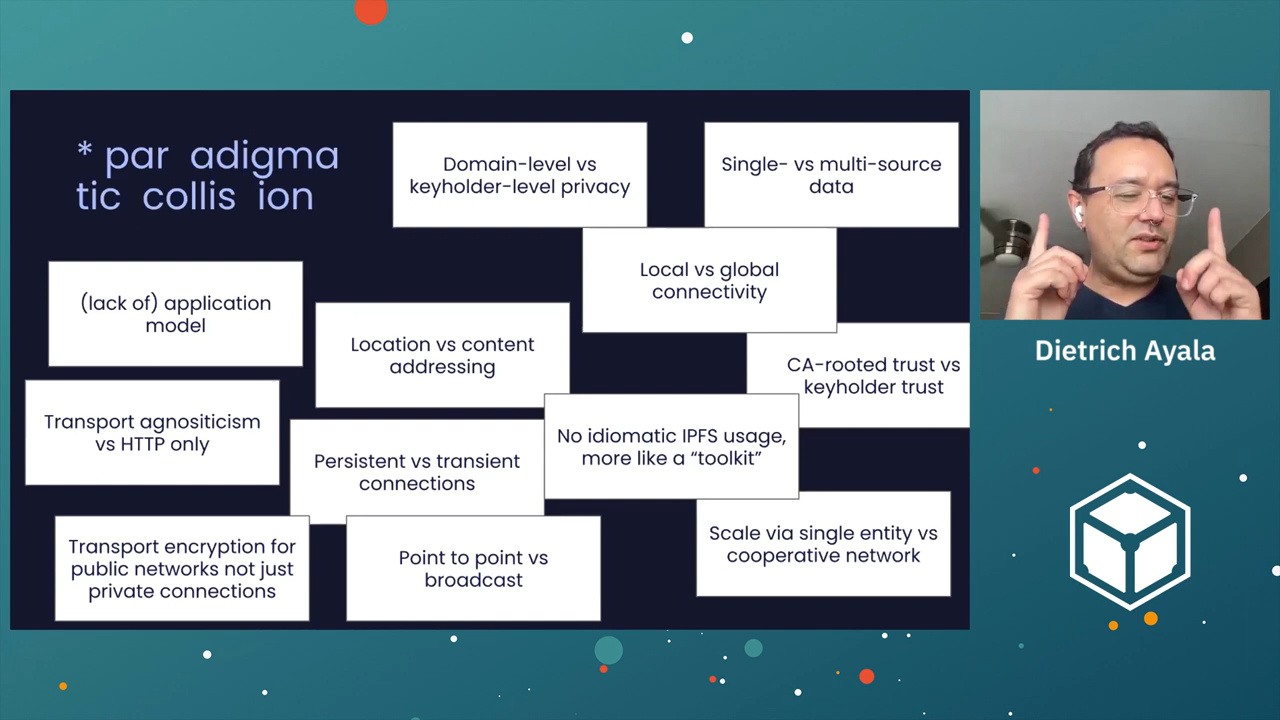 * par adigma
tic collis ion
Domain-level vs
keyholder-level privacy
Single- vs multi-source
data
Local vs global
connectivity
(lack of) application
model
Location vs content
addressing
CA-rooted trust vs
keyholder trust
Transport agnositicism
vs HTTP only
Persistent vs transient
connections
No idiomatic IPFS usage,
more like a “toolkit”
Transport encryption for
public networks not just
private connections
Point to point vs
broadcast
Scale via single entity vs
cooperative network
Dietrich Ayala